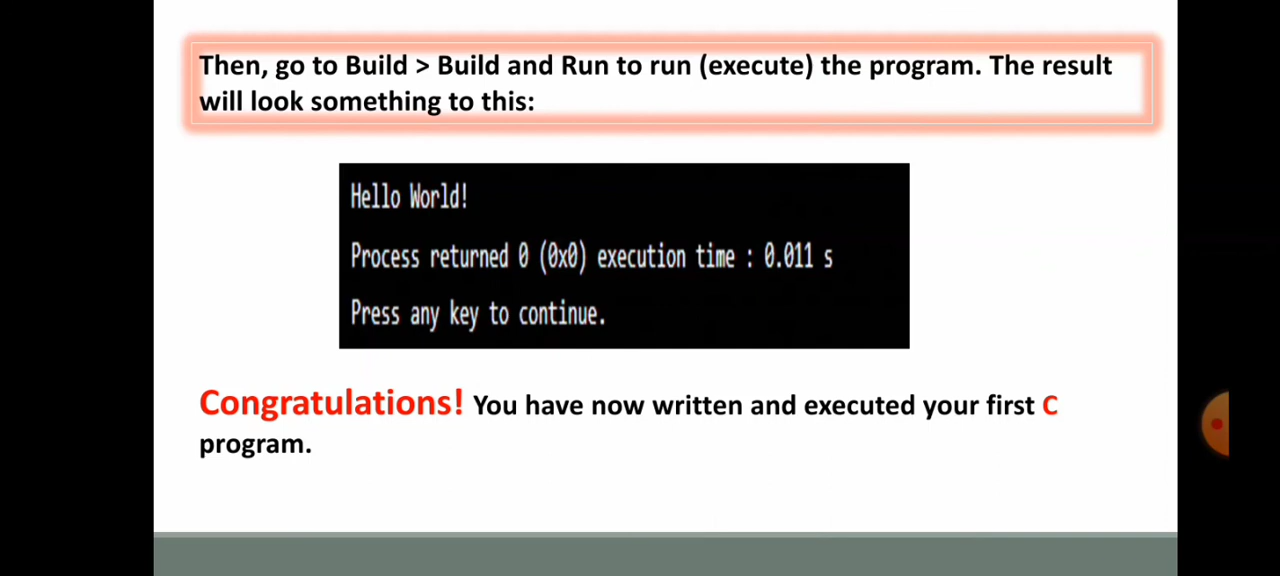 Then, go to Build > Build and Run to run (execute) the program. The result
will look something to this:
Hello World!
Process returned 0 (0x0) execution time : 0.011 s
Press any key to continue.
Congratulations! You have now written and executed your first C
program.